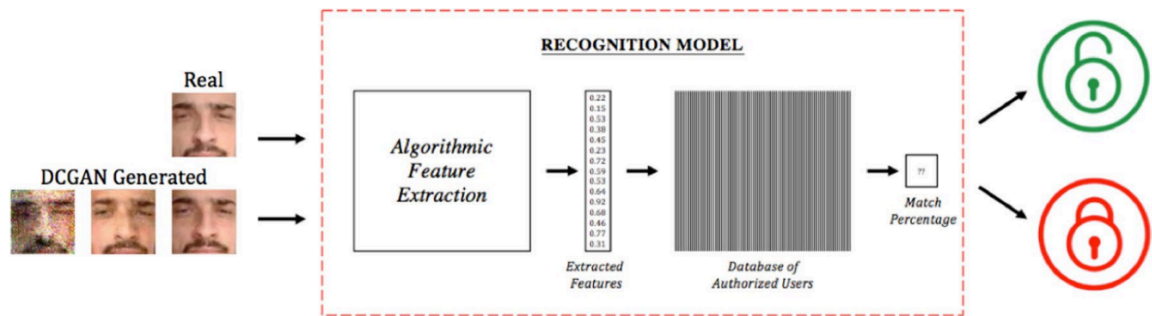 RECOGNITION MODEL
Real
DCGAN Generated
Algorithmic
Feature
Extraction
0.22
0.15
0.53
0.38
0.45
0.23
0.72
0.59
0.53
0.64
0.92
0.68
0.46
0.77
0.31
Extracted
Features
Database of
Authorized Users
??
Match
Percentage